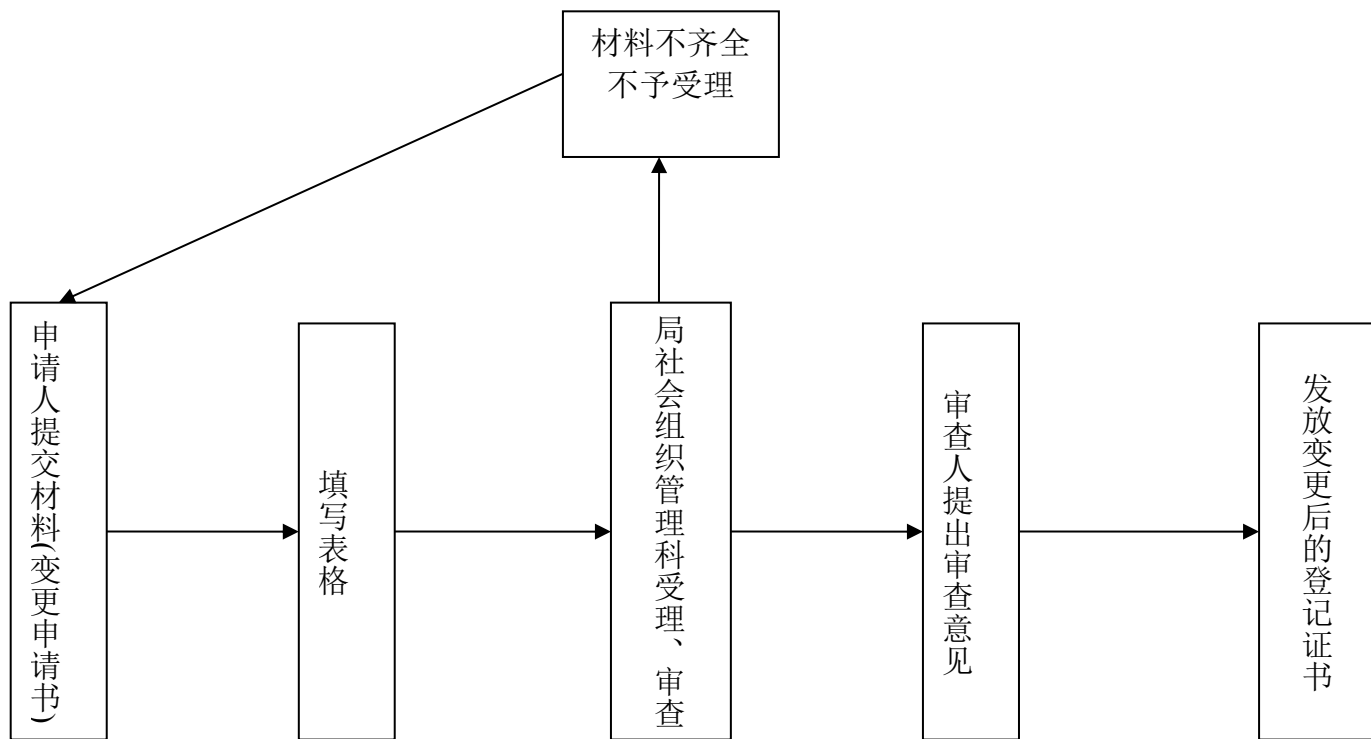 材料不齐全
不予受理
申请人提交材料(变更申请书)
填写表格
局社会组织管理科受理、审查
审查人提出审查意见
发放变更后的登记证书